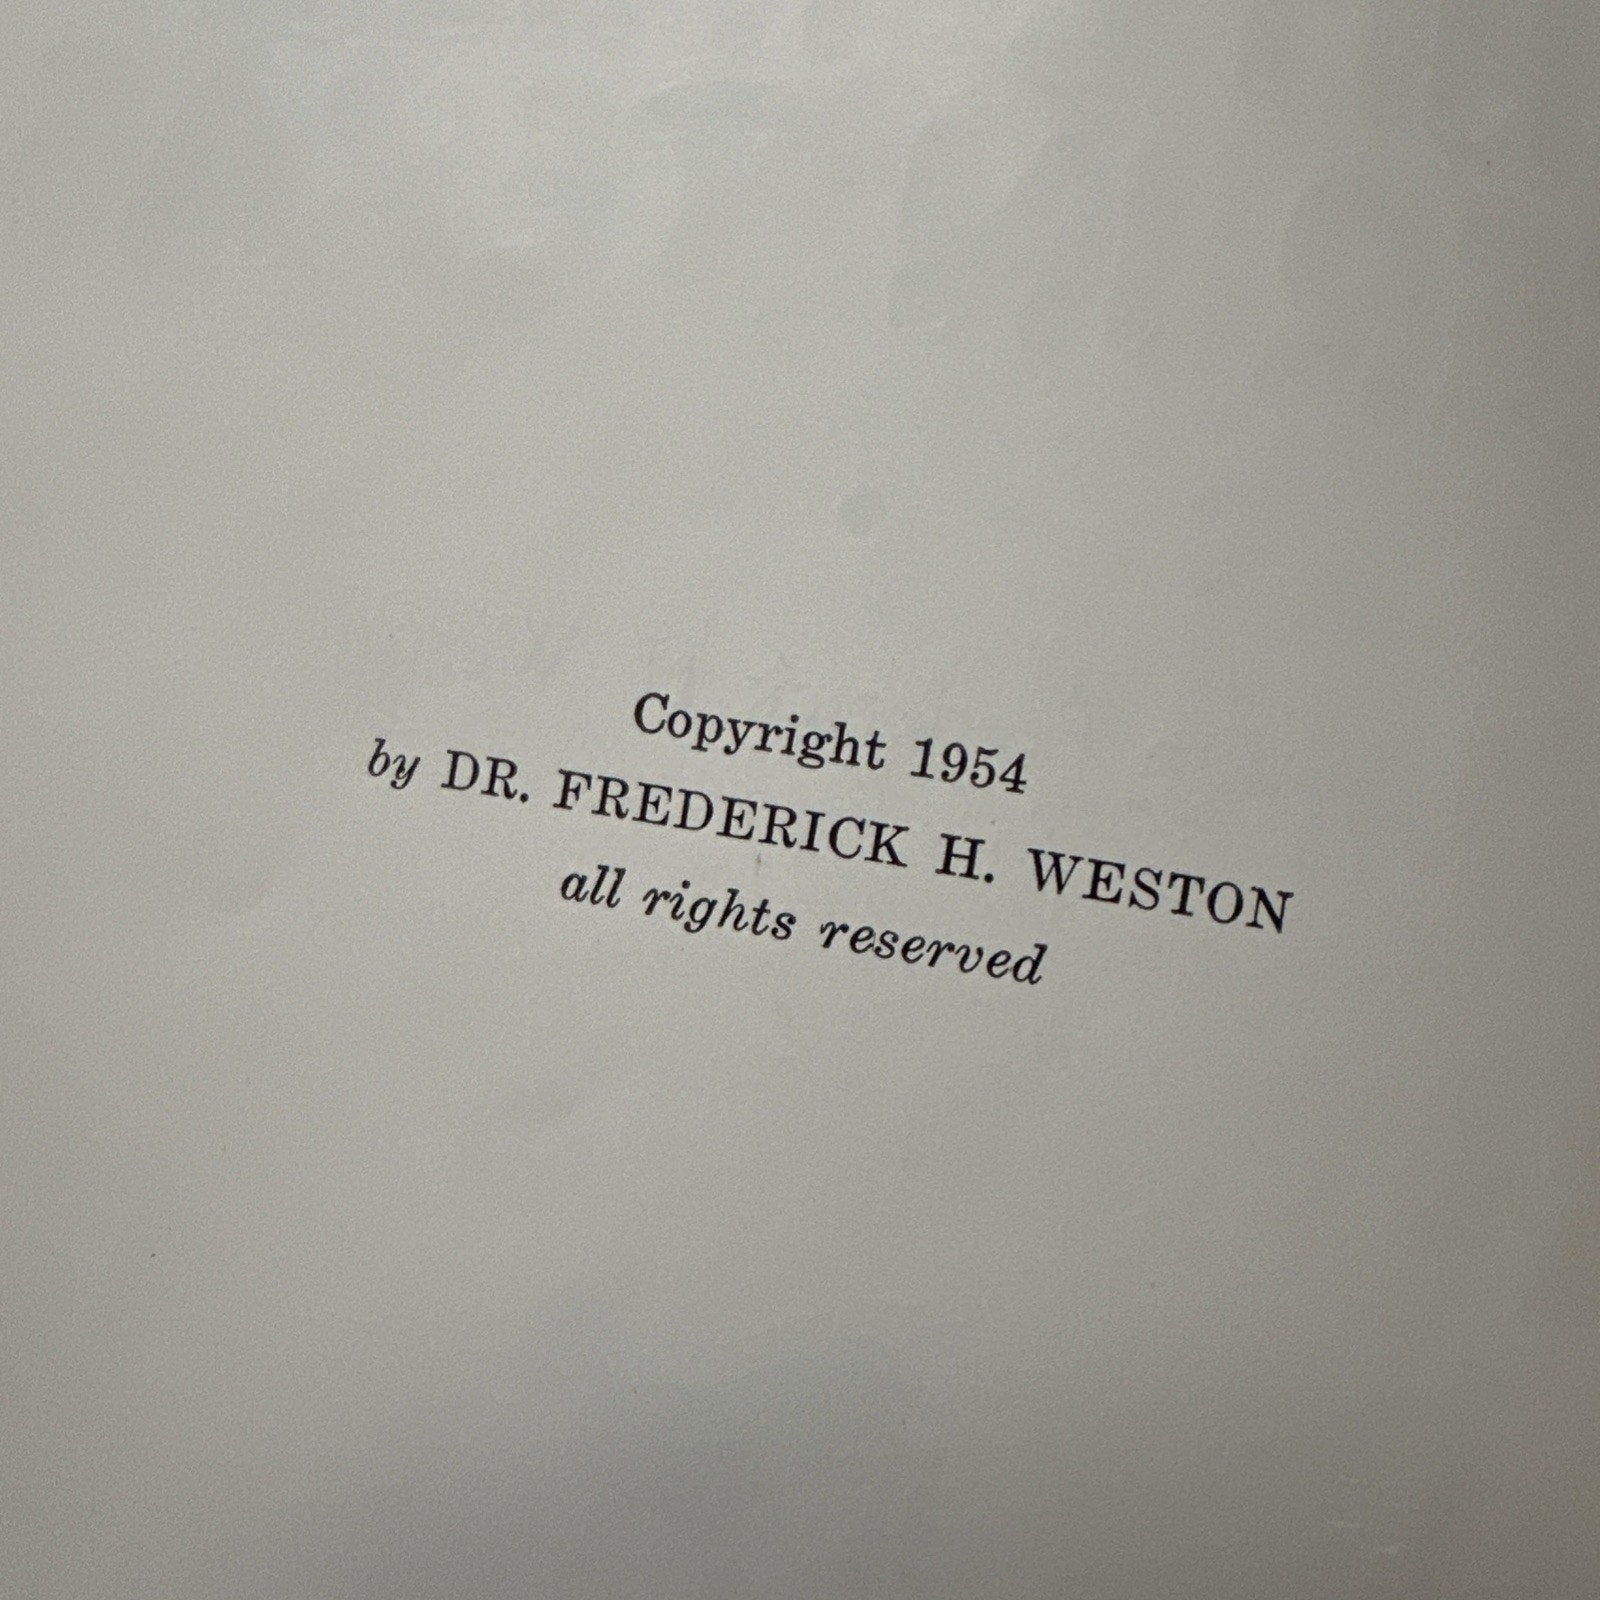 Copyright 1954
by DR. FREDERICK H. WESTON
all rights reserved